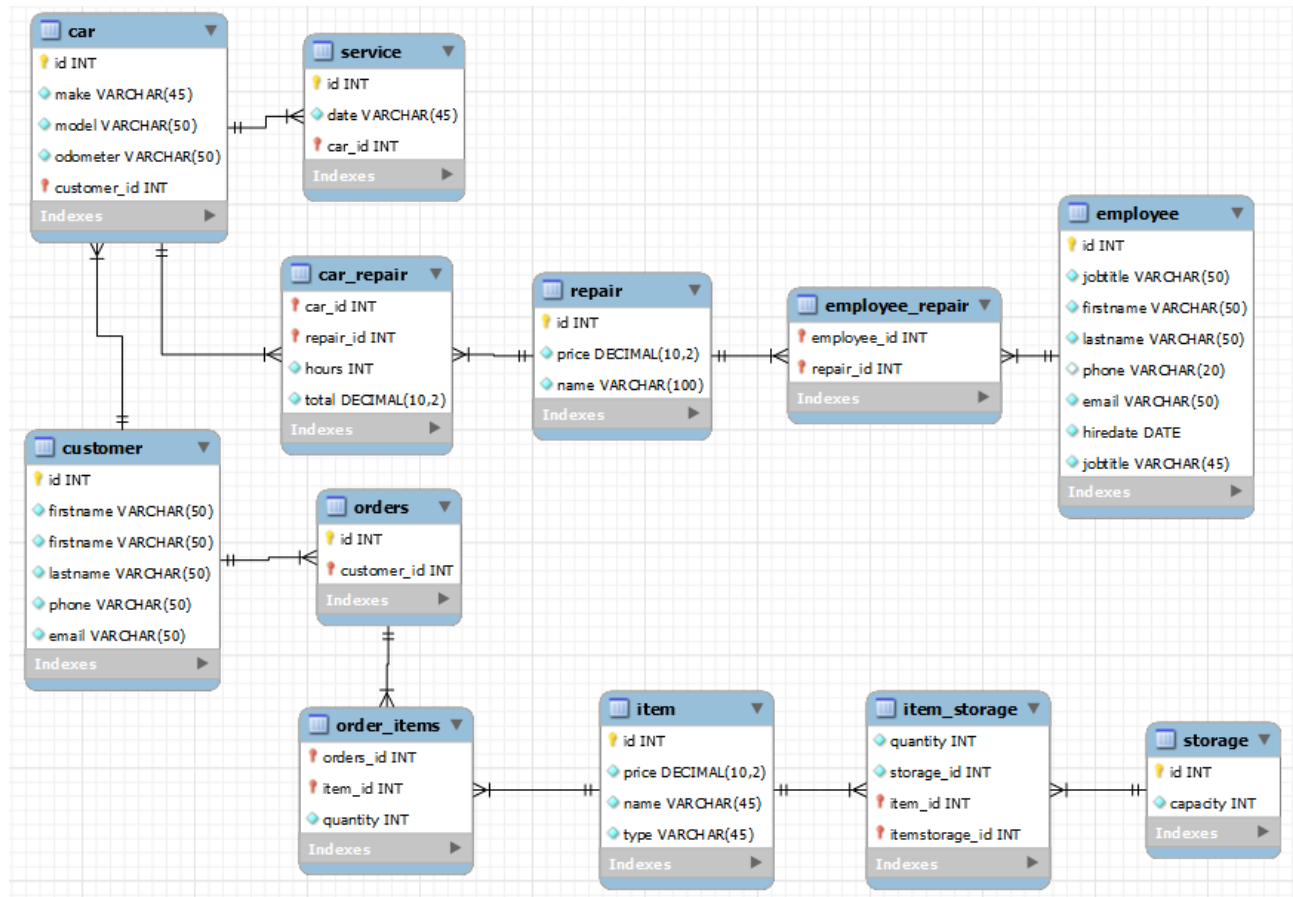 car
id INT
make VARCHAR(45)
model VARCHAR(50)
odometer VARCHAR(50)
customer_id INT
Indexes
service
id INT
date VARCHAR(45)
car_id INT
Indexes
car_repair
car_id INT
repair_id INT
hours INT
total DECIMAL(10,2)
Indexes
repair
id INT
price DECIMAL(10,2)
name VARCHAR(100)
Indexes
employee_repair
employee_id INT
repair_id INT
Indexes
employee
id INT
jobtitle VARCHAR(50)
firstname VARCHAR(50)
lastname VARCHAR(50)
phone VARCHAR(20)
email VARCHAR(50)
hiredate DATE
jobtitle VARCHAR(45)
Indexes
customer
id INT
firstname VARCHAR(50)
firstname VARCHAR(50)
lastname VARCHAR(50)
phone VARCHAR(50)
email VARCHAR(50)
Indexes
orders
id INT
customer_id INT
Indexes
order_items
orders_id INT
item_id INT
quantity INT
Indexes
item
id INT
price DECIMAL(10,2)
name VARCHAR(45)
type VARCHAR(45)
Indexes
item_storage
quantity INT
storage_id INT
item_id INT
itemstorage_id INT
Indexes
storage
id INT
capacity INT
Indexes